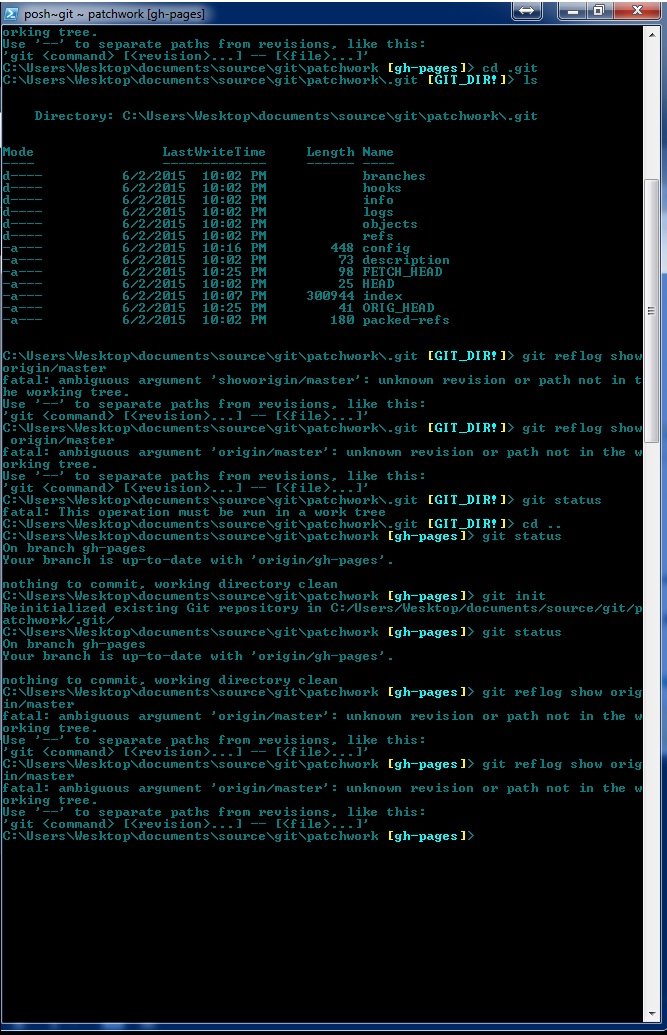 posh~git ~ patchwork [gh-pages]
orking tree.
Use '--' to separate paths from revisions, like this:
'git <command> [<revision>...] -- [<file>...]'
C:\Users\Wesktop\documents\source\git\patchwork [gh-pages]> cd .git
C:\Users\Wesktop\documents\source\git\patchwork\.git [GIT_DIR!]> ls
Directory: C:\Users\Wesktop\documents\source\git\patchwork\.git
Mode LastWriteTime Length Name
---- ------------- ------ ----
d---- 6/2/2015 10:02 PM branches
d---- 6/2/2015 10:02 PM hooks
d---- 6/2/2015 10:02 PM info
d---- 6/2/2015 10:02 PM logs
d---- 6/2/2015 10:02 PM objects
d---- 6/2/2015 10:02 PM refs
-a--- 6/2/2015 10:16 PM 448 config
-a--- 6/2/2015 10:02 PM 73 description
-a--- 6/2/2015 10:25 PM 98 FETCH_HEAD
-a--- 6/2/2015 10:02 PM 25 HEAD
-a--- 6/2/2015 10:07 PM 300944 index
-a--- 6/2/2015 10:25 PM 41 ORIG_HEAD
-a--- 6/2/2015 10:02 PM 180 packed-refs
C:\Users\Wesktop\documents\source\git\patchwork\.git [GIT_DIR!]> git reflog show
origin/master
fatal: ambiguous argument 'showorigin/master': unknown revision or path not in t
he working tree.
Use '--' to separate paths from revisions, like this:
'git <command> [<revision>...] -- [<file>...]'
C:\Users\Wesktop\documents\source\git\patchwork\.git [GIT_DIR!]> git reflog show
origin/master
fatal: ambiguous argument 'origin/master': unknown revision or path not in the w
orking tree.
Use '--' to separate paths from revisions, like this:
'git <command> [<revision>...] -- [<file>...]'
C:\Users\Wesktop\documents\source\git\patchwork\.git [GIT_DIR!]> git status
fatal: This operation must be run in a work tree
C:\Users\Wesktop\documents\source\git\patchwork\.git [GIT_DIR!]> cd ..
C:\Users\Wesktop\documents\source\git\patchwork [gh-pages]> git status
On branch gh-pages
Your branch is up-to-date with 'origin/gh-pages'.
nothing to commit, working directory clean
C:\Users\Wesktop\documents\source\git\patchwork [gh-pages]> git init
Reinitialized existing Git repository in C:/Users/Wesktop/documents/source/git/p
atchwork/.git/
C:\Users\Wesktop\documents\source\git\patchwork [gh-pages]> git status
On branch gh-pages
Your branch is up-to-date with 'origin/gh-pages'.
nothing to commit, working directory clean
C:\Users\Wesktop\documents\source\git\patchwork [gh-pages]> git reflog show orig
in/master
fatal: ambiguous argument 'origin/master': unknown revision or path not in the w
orking tree.
Use '--' to separate paths from revisions, like this:
'git <command> [<revision>...] -- [<file>...]'
C:\Users\Wesktop\documents\source\git\patchwork [gh-pages]> git reflog show orig
in/master
fatal: ambiguous argument 'origin/master': unknown revision or path not in the w
orking tree.
Use '--' to separate paths from revisions, like this:
'git <command> [<revision>...] -- [<file>...]'
C:\Users\Wesktop\documents\source\git\patchwork [gh-pages]>